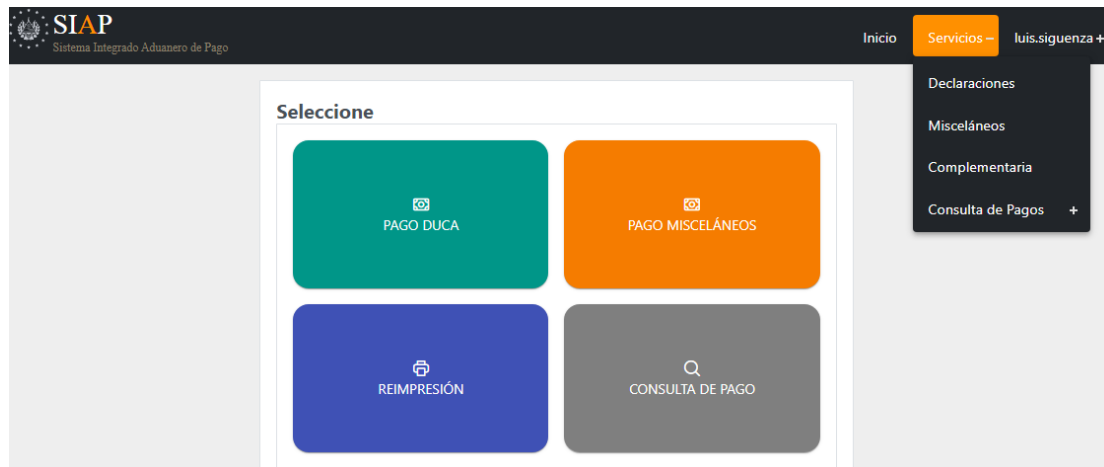 SIAP
Sistema Integrado Aduanero de Pago
Inicio
Servicios –
luis.siguenza +
Declaraciones
Misceláneos
Complementaria
Consulta de Pagos +
Seleccione
PAGO DUCA
PAGO MISCELÁNEOS
REIMPRESIÓN
CONSULTA DE PAGO